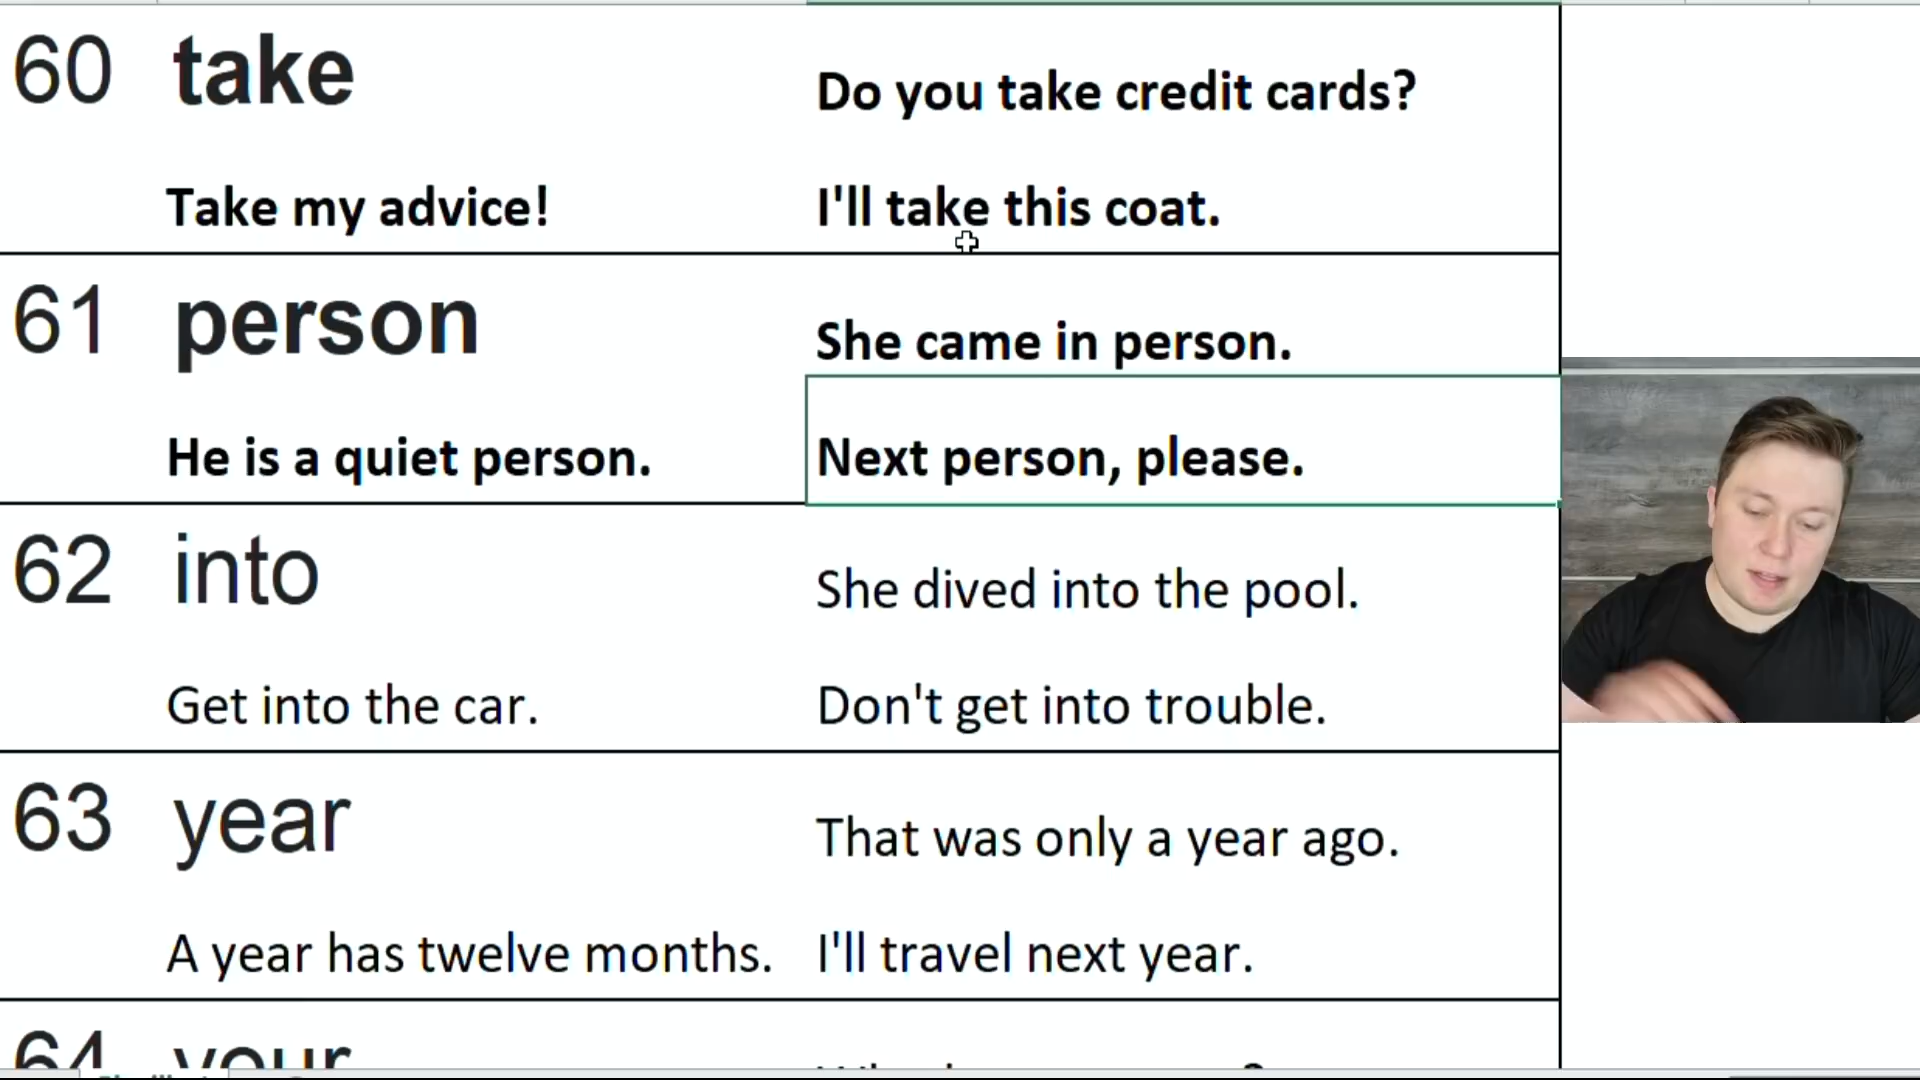 60 take Do you take credit cards?
Take my advice! I'll take this coat.
61 person She came in person.
He is a quiet person. Next person, please.
62 into She dived into the pool.
Get into the car. Don't get into trouble.
63 year That was only a year ago.
A year has twelve months. I'll travel next year.
64 your